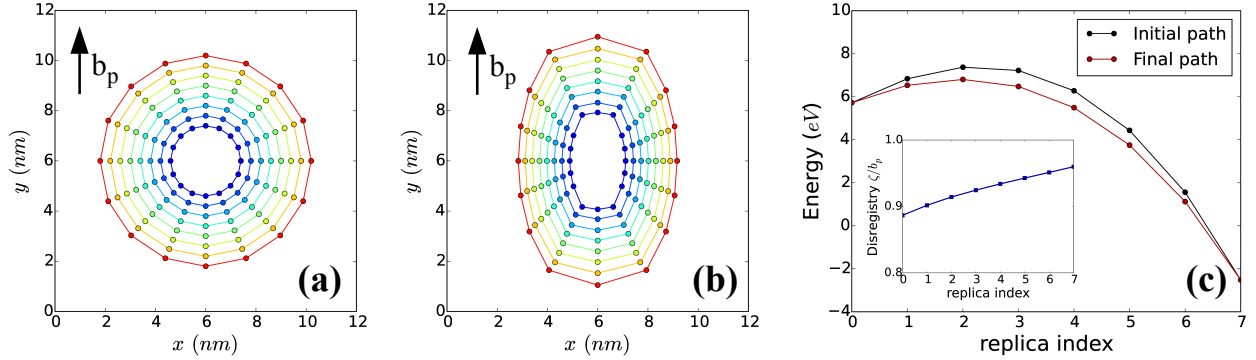 12
10
8
6
4
2
0
y (nm)
b_p
(a)
0 2 4 6 8 10 12
x (nm)
12
10
8
6
4
2
0
y (nm)
b_p
(b)
0 2 4 6 8 10 12
x (nm)
10
8
6
4
2
0
−2
−4
Energy (eV)
Initial path
Final path
1.0
0.9
0.8
Disregistry ζ/b_p
0 1 2 3 4 5 6 7
replica index
(c)
0 1 2 3 4 5 6 7
replica index